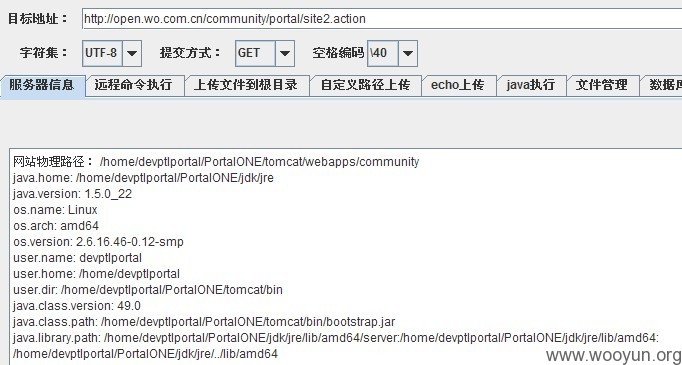 目标地址： http://open.wo.com.cn/community/portal/site2.action
字符集： UTF-8 提交方式： GET 空格编码 \40
服务器信息 远程命令执行 上传文件到根目录 自定义路径上传 echo上传 java执行 文件管理 数据库
网站物理路径： /home/devptlportal/PortalONE/tomcat/webapps/community
java.home: /home/devptlportal/PortalONE/jdk/jre
java.version: 1.5.0_22
os.name: Linux
os.arch: amd64
os.version: 2.6.16.46-0.12-smp
user.name: devptlportal
user.home: /home/devptlportal
user.dir: /home/devptlportal/PortalONE/tomcat/bin
java.class.version: 49.0
java.class.path: /home/devptlportal/PortalONE/tomcat/bin/bootstrap.jar
java.library.path: /home/devptlportal/PortalONE/jdk/jre/lib/amd64/server:/home/devptlportal/PortalONE/jdk/jre/lib/amd64:
/home/devptlportal/PortalONE/jdk/jre/../lib/amd64
www.wooyun.org